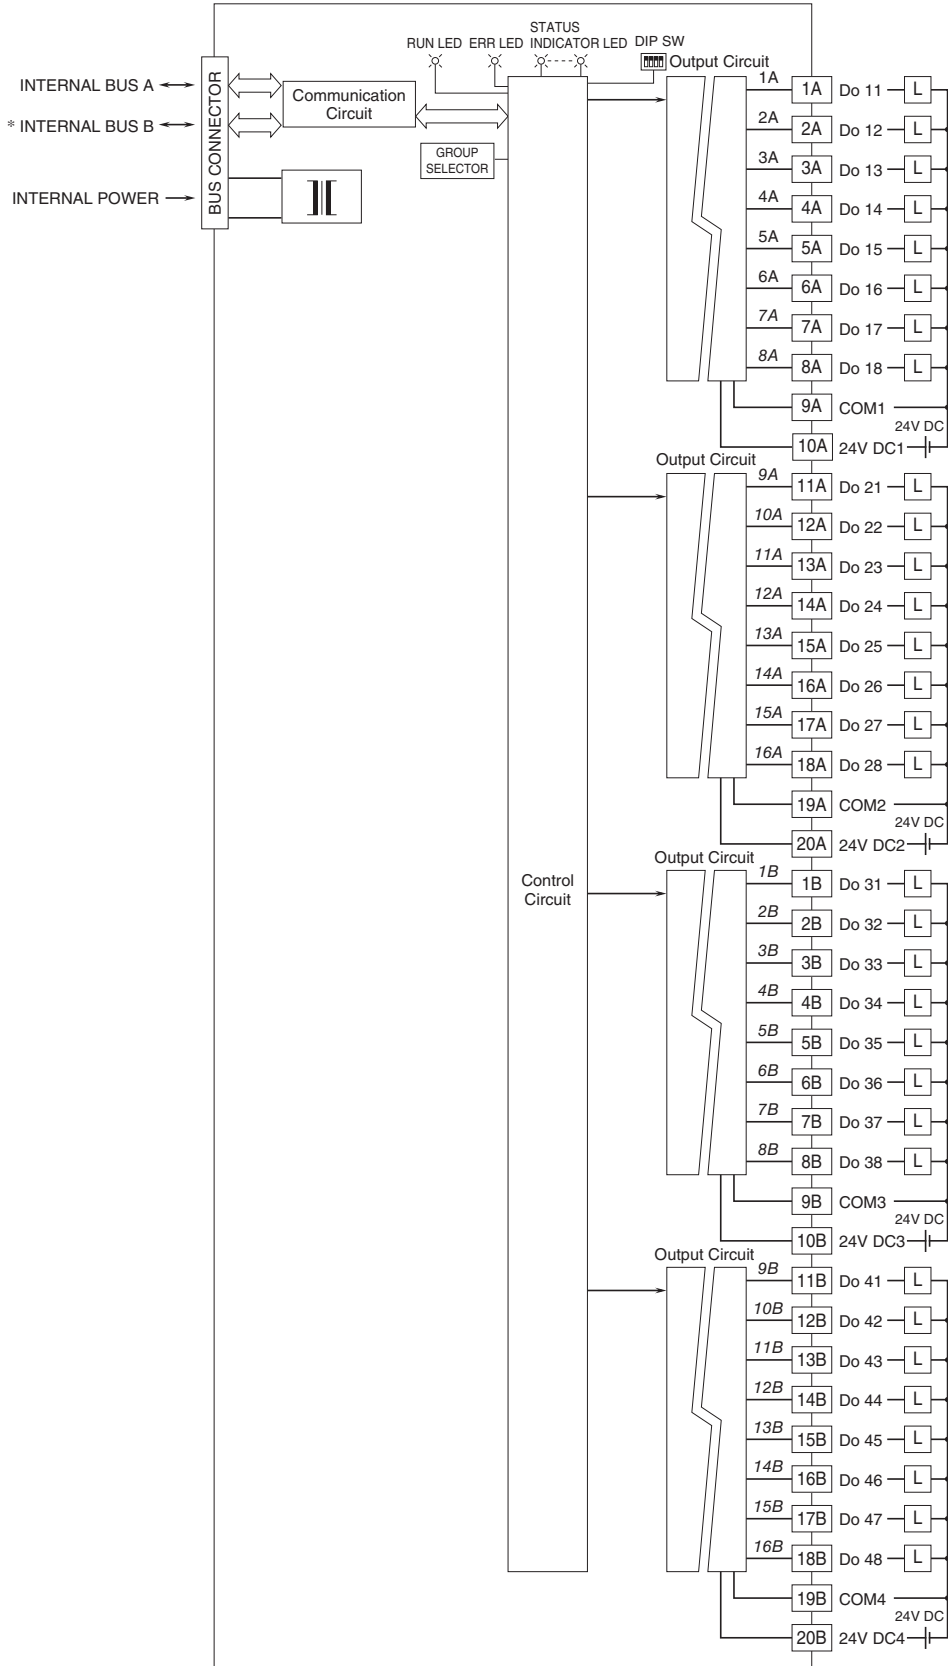 STATUS
RUN LED ERR LED INDICATOR LED DIP SW
Output Circuit
INTERNAL BUS A
* INTERNAL BUS B
INTERNAL POWER
BUS CONNECTOR
Communication
Circuit
GROUP
SELECTOR
Control
Circuit
1A 1A Do 11 L
2A 2A Do 12 L
3A 3A Do 13 L
4A 4A Do 14 L
5A 5A Do 15 L
6A 6A Do 16 L
7A 7A Do 17 L
8A 8A Do 18 L
9A COM1
24V DC
10A 24V DC1
Output Circuit
9A 11A Do 21 L
10A 12A Do 22 L
11A 13A Do 23 L
12A 14A Do 24 L
13A 15A Do 25 L
14A 16A Do 26 L
15A 17A Do 27 L
16A 18A Do 28 L
19A COM2
24V DC
20A 24V DC2
Output Circuit
1B 1B Do 31 L
2B 2B Do 32 L
3B 3B Do 33 L
4B 4B Do 34 L
5B 5B Do 35 L
6B 6B Do 36 L
7B 7B Do 37 L
8B 8B Do 38 L
9B COM3
24V DC
10B 24V DC3
Output Circuit
9B 11B Do 41 L
10B 12B Do 42 L
11B 13B Do 43 L
12B 14B Do 44 L
13B 15B Do 45 L
14B 16B Do 46 L
15B 17B Do 47 L
16B 18B Do 48 L
19B COM4
24V DC
20B 24V DC4